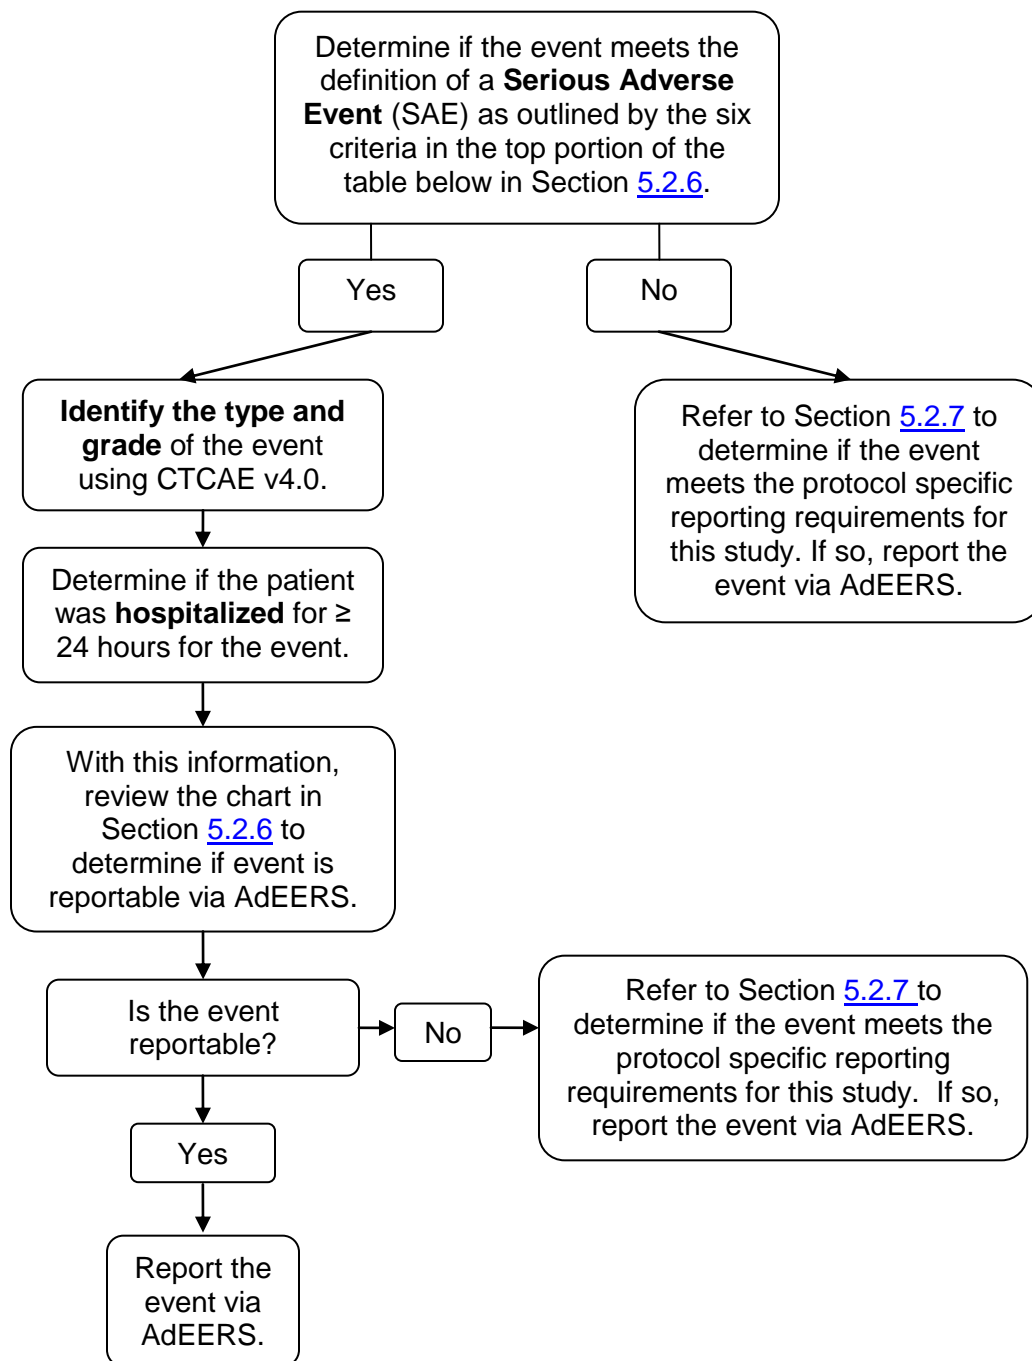 Determine if the event meets the
definition of a Serious Adverse
Event (SAE) as outlined by the six
criteria in the top portion of the
table below in Section 5.2.6.
Yes
No
Identify the type and
grade of the event
using CTCAE v4.0.
Refer to Section 5.2.7 to
determine if the event
meets the protocol specific
reporting requirements for
this study. If so, report the
event via AdEERS.
Determine if the patient
was hospitalized for ≥
24 hours for the event.
With this information,
review the chart in
Section 5.2.6 to
determine if event is
reportable via AdEERS.
Is the event
reportable?
No
Refer to Section 5.2.7 to
determine if the event meets the
protocol specific reporting
requirements for this study.  If so,
report the event via AdEERS.
Yes
Report the
event via
AdEERS.